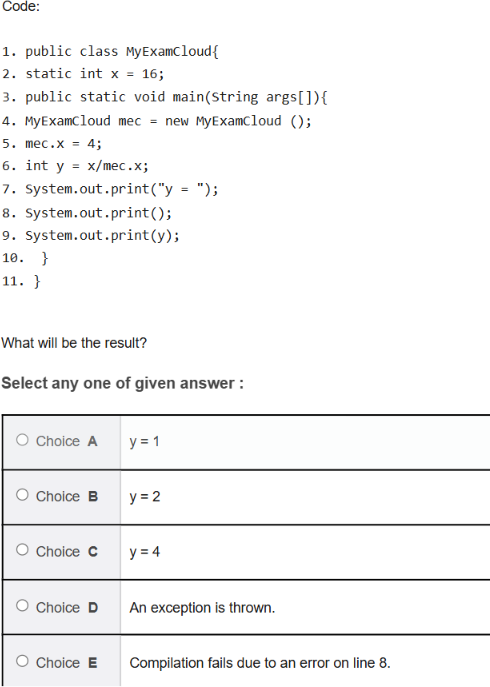 Code:
1. public class MyExamCloud{
2. static int x = 16;
3. public static void main(String args[]){
4. MyExamCloud mec = new MyExamCloud ();
5. mec.x = 4;
6. int y = x/mec.x;
7. System.out.print("y = ");
8. System.out.print();
9. System.out.print(y);
10. }
11. }
What will be the result?
Select any one of given answer :
Choice A y = 1
Choice B y = 2
Choice C y = 4
Choice D An exception is thrown.
Choice E Compilation fails due to an error on line 8.